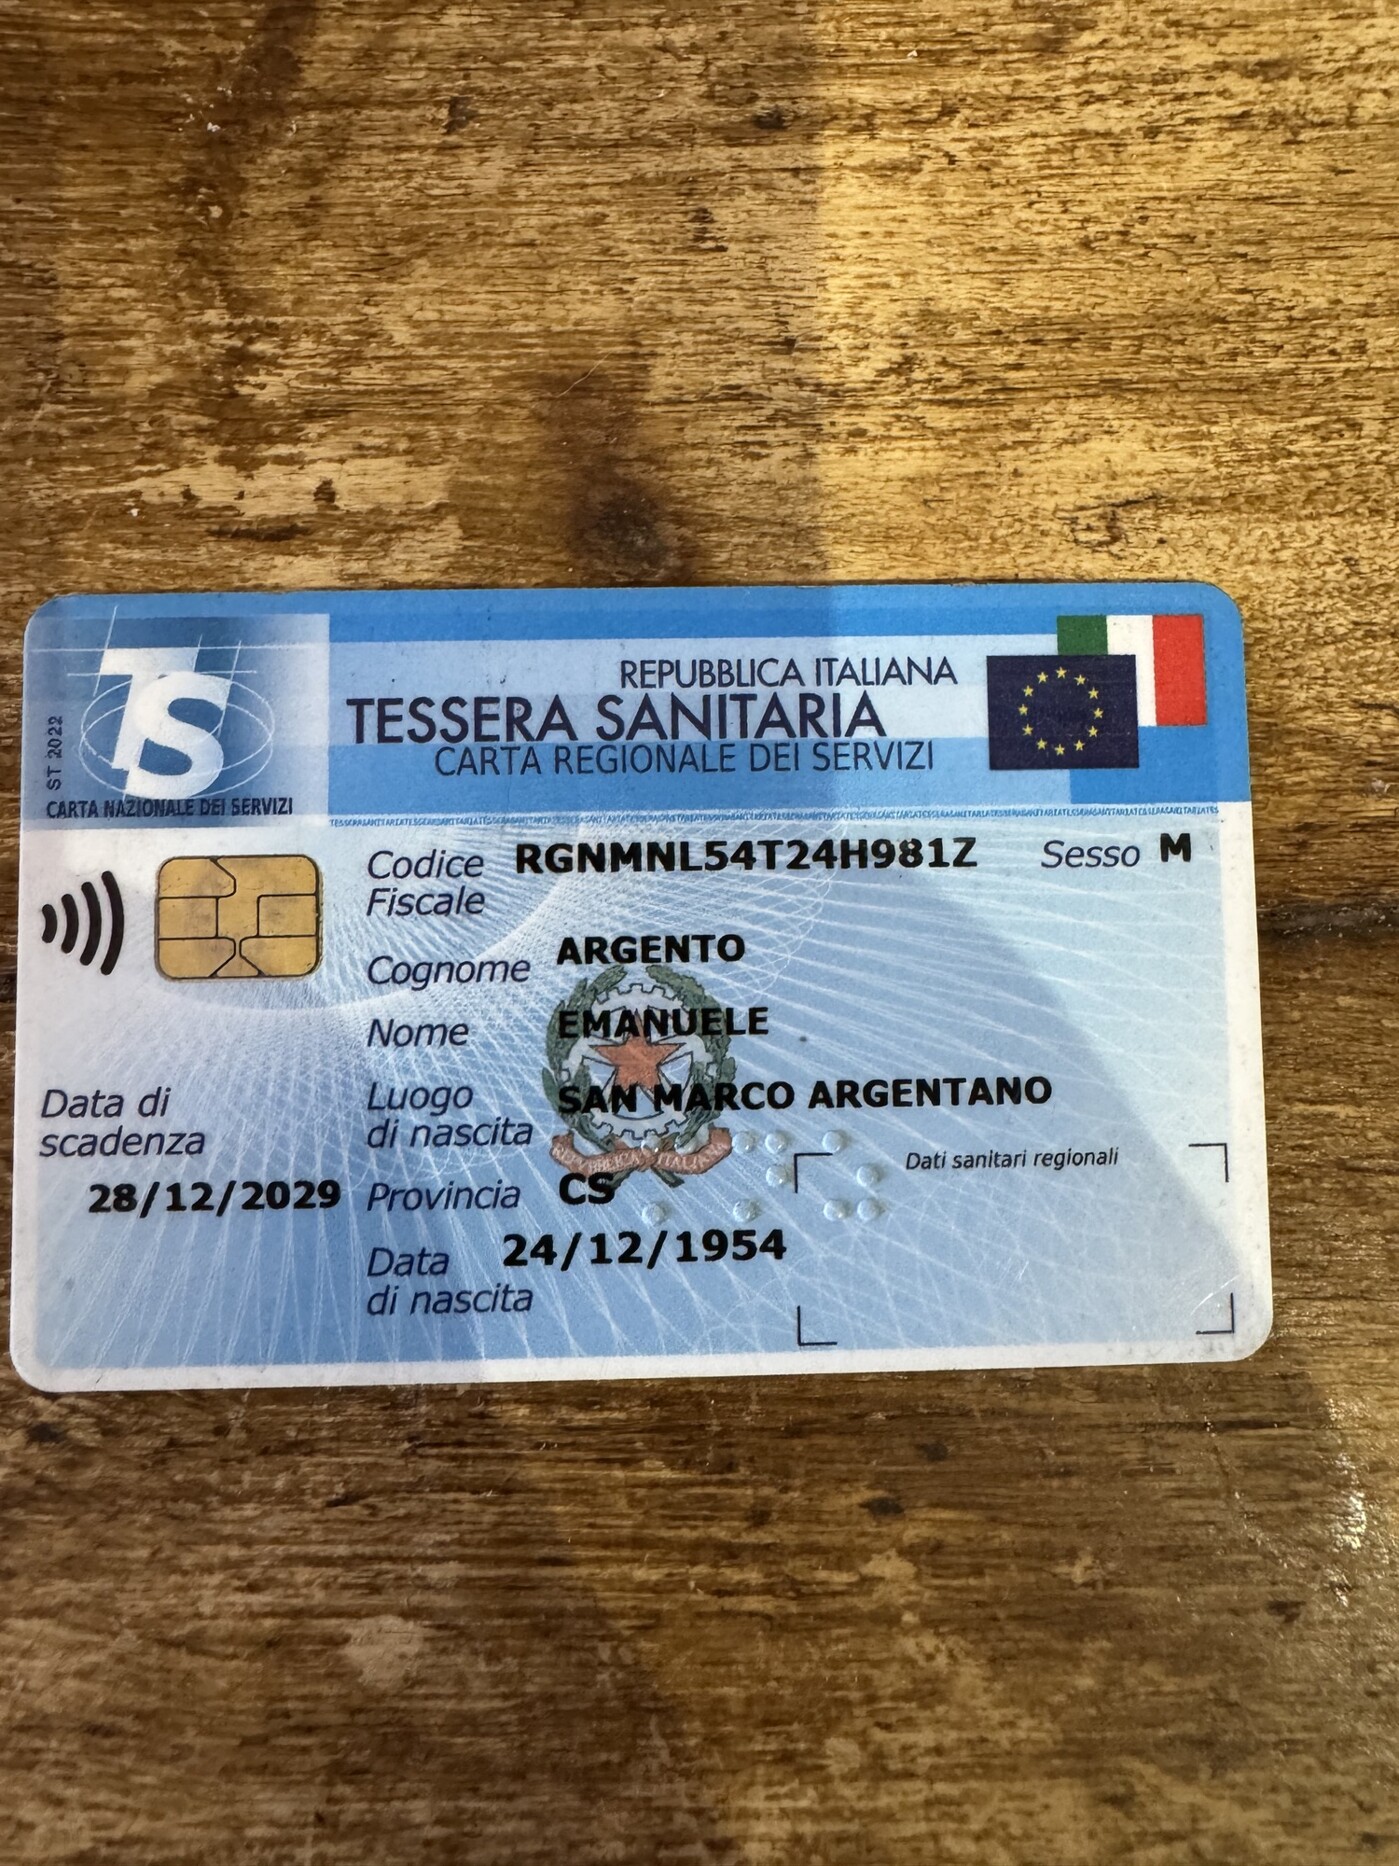 REPUBBLICA ITALIANA
TESSERA SANITARIA
CARTA REGIONALE DEI SERVIZI
TS
ST 2022
CARTA NAZIONALE DEI SERVIZI
Codice Fiscale RGNMNL54T24H981Z Sesso M
Cognome ARGENTO
Nome EMANUELE
Luogo di nascita SAN MARCO ARGENTANO
Data di scadenza
28/12/2029
Provincia CS
Dati sanitari regionali
Data di nascita 24/12/1954
REPVBBLICA ITALIANA